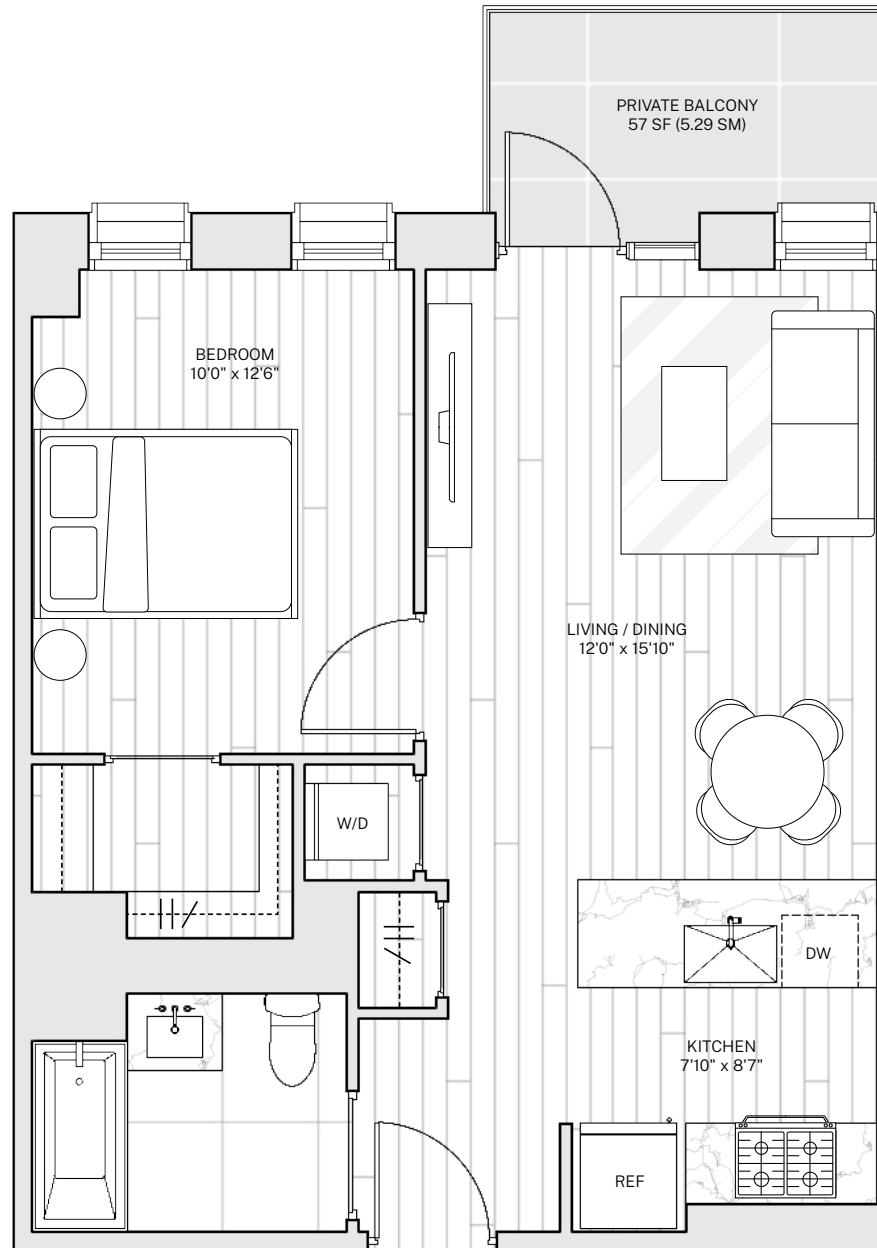 PRIVATE BALCONY
57 SF (5.29 SM)
BEDROOM
10'0" x 12'6"
LIVING / DINING
12'0" x 15'10"
W/D
DW
KITCHEN
7'10" x 8'7"
REF